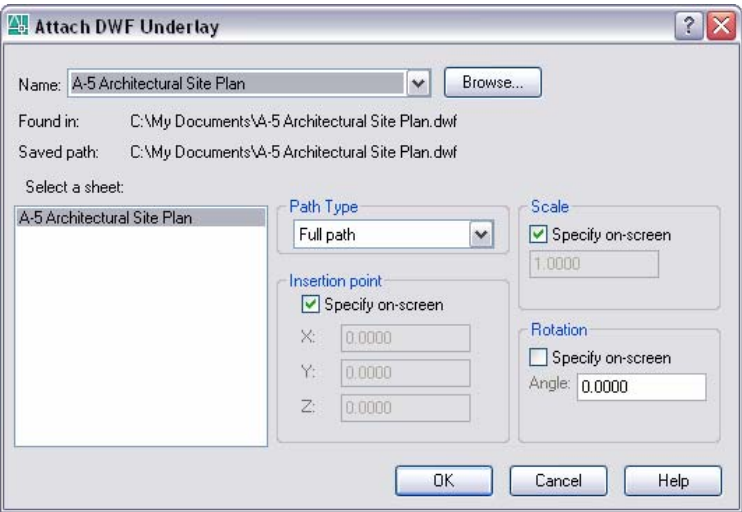 Attach DWF Underlay
Name: A-5 Architectural Site Plan Browse...
Found in: C:\My Documents\A-5 Architectural Site Plan.dwf
Saved path: C:\My Documents\A-5 Architectural Site Plan.dwf
Select a sheet:
A-5 Architectural Site Plan
Path Type
Full path
Insertion point
Specify on-screen
X: 0.0000
Y: 0.0000
Z: 0.0000
Scale
Specify on-screen
1.0000
Rotation
Specify on-screen
Angle: 0.0000
OK Cancel Help